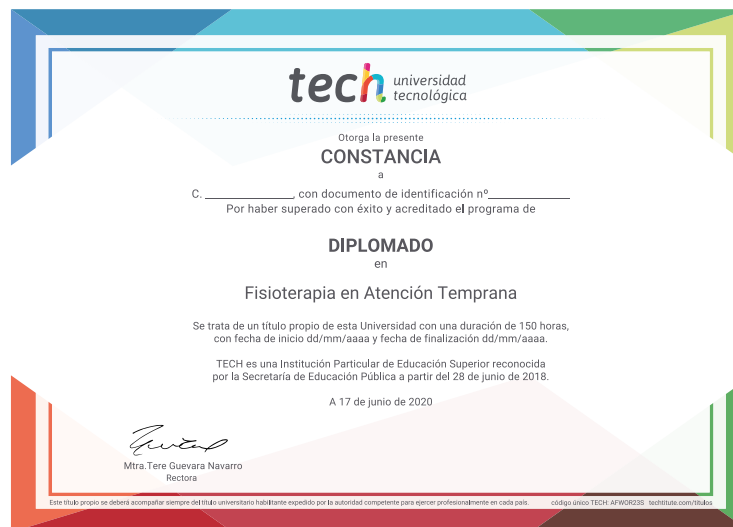 tech universidad
tecnológica
Otorga la presente
CONSTANCIA
a
C. ______________, con documento de identificación nº______________
Por haber superado con éxito y acreditado el programa de
DIPLOMADO
en
Fisioterapia en Atención Temprana
Se trata de un título propio de esta Universidad con una duración de 150 horas,
con fecha de inicio dd/mm/aaaa y fecha de finalización dd/mm/aaaa.
TECH es una Institución Particular de Educación Superior reconocida
por la Secretaría de Educación Pública a partir del 28 de junio de 2018.
A 17 de junio de 2020
Mtra.Tere Guevara Navarro
Rectora
Este título propio se deberá acompañar siempre del título universitario habilitante expedido por la autoridad competente para ejercer profesionalmente en cada país. código único TECH: AFWOR23S techtitute.com/títulos